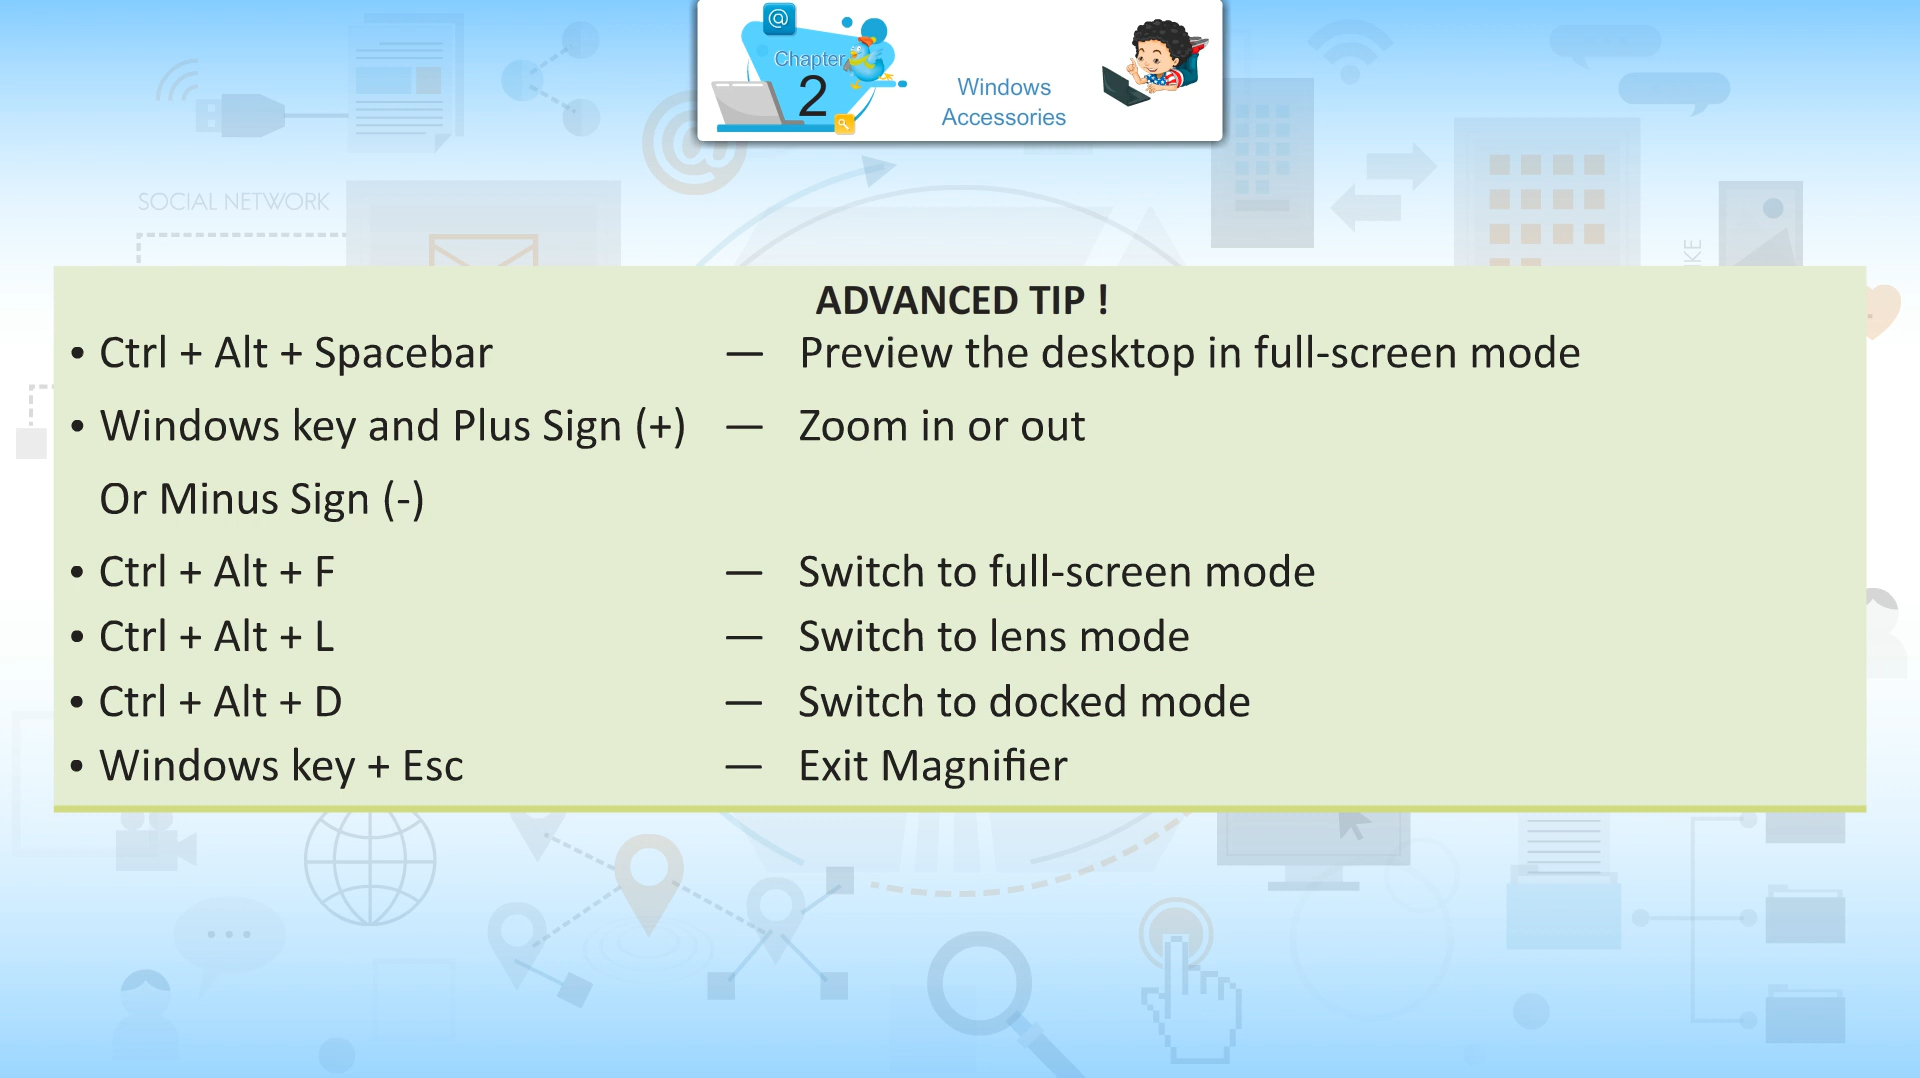 Chapter
2
Windows
Accessories
SOCIAL NETWORK
ADVANCED TIP !
• Ctrl + Alt + Spacebar — Preview the desktop in full-screen mode
• Windows key and Plus Sign (+) — Zoom in or out
Or Minus Sign (-)
• Ctrl + Alt + F — Switch to full-screen mode
• Ctrl + Alt + L — Switch to lens mode
• Ctrl + Alt + D — Switch to docked mode
• Windows key + Esc — Exit Magnifier